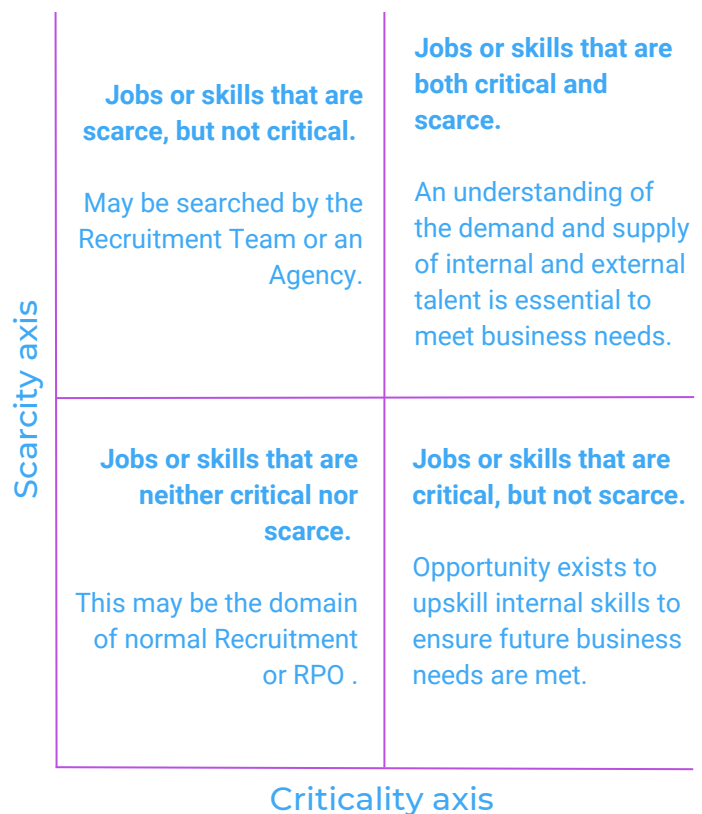 Jobs or skills that are
scarce, but not critical.
May be searched by the
Recruitment Team or an
Agency.
Jobs or skills that are
both critical and
scarce.
An understanding of
the demand and supply
of internal and external
talent is essential to
meet business needs.
Scarcity axis
Jobs or skills that are
neither critical nor
scarce.
This may be the domain
of normal Recruitment
or RPO .
Jobs or skills that are
critical, but not scarce.
Opportunity exists to
upskill internal skills to
ensure future business
needs are met.
Criticality axis